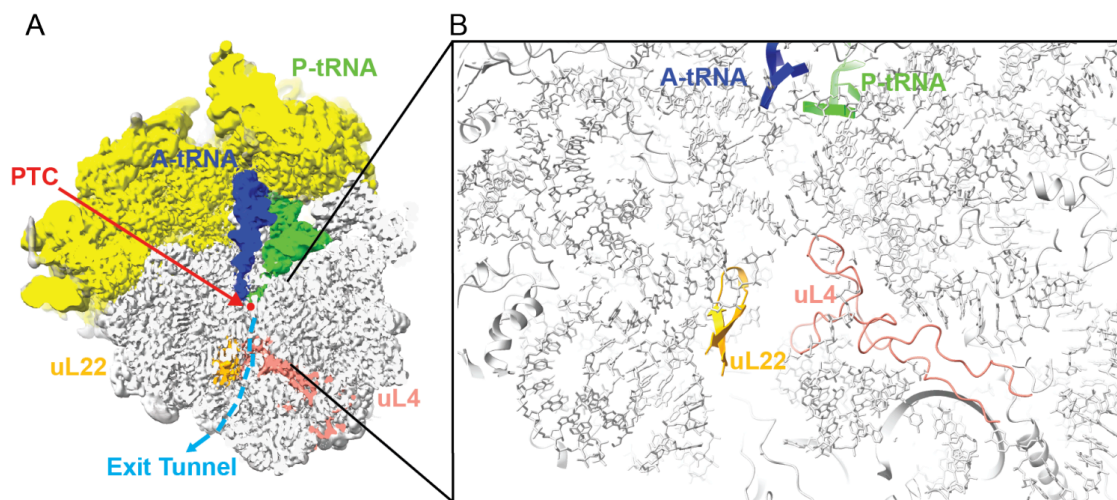 A
P-tRNA
A-tRNA
PTC
uL22
uL4
Exit Tunnel
B
A-tRNA
P-tRNA
uL4
uL22